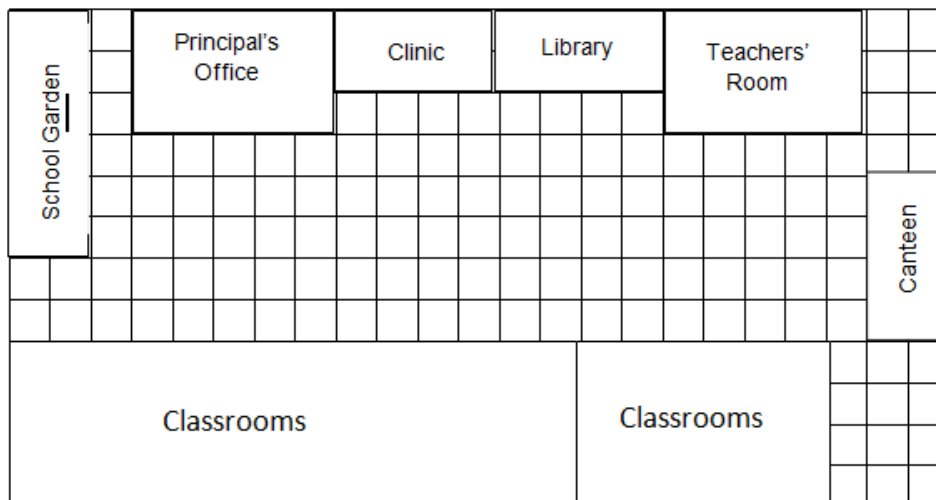 School Garden
Principal's
Office
Clinic
Library
Teachers'
Room
Canteen
Classrooms
Classrooms